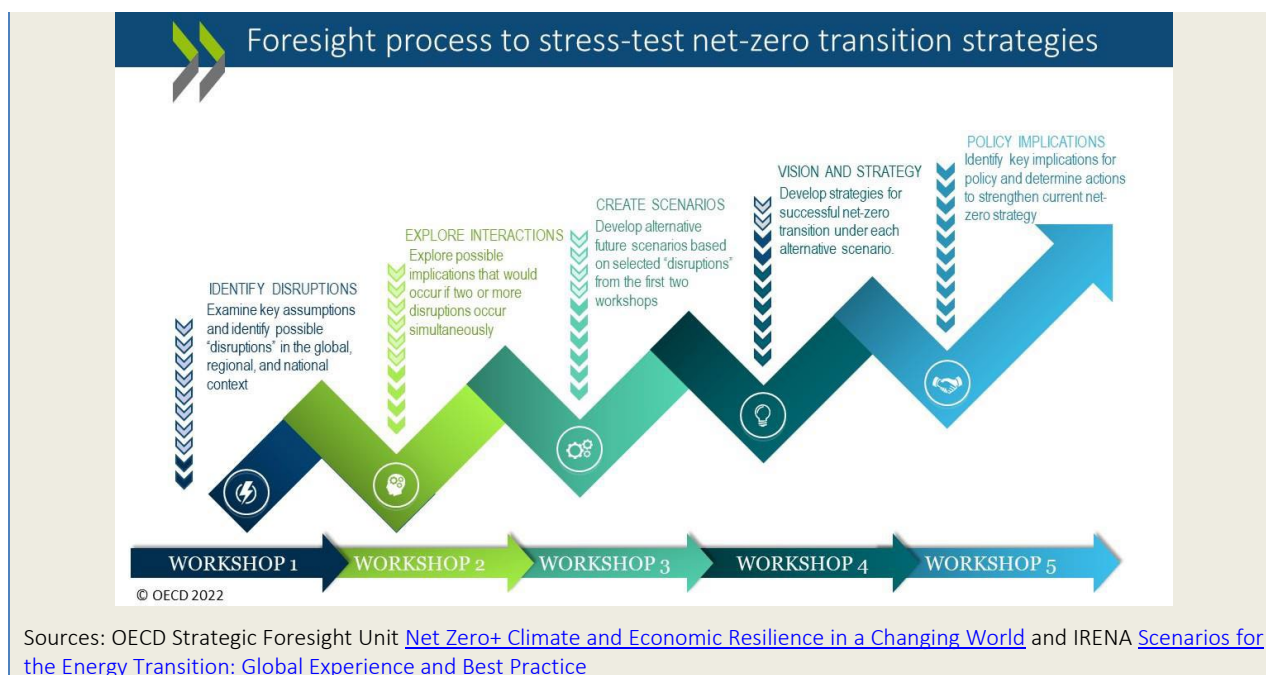 Foresight process to stress-test net-zero transition strategies
IDENTIFY DISRUPTIONS
Examine key assumptions
and identify possible
“disruptions” in the global,
regional, and national
context
EXPLORE INTERACTIONS
Explore possible
implications that would
occur if two or more
disruptions occur
simultaneously
CREATE SCENARIOS
Develop alternative
future scenarios based
on selected “disruptions”
from the first two
workshops
VISION AND STRATEGY
Develop strategies for
successful net-zero
transition under each
alternative scenario.
POLICY IMPLICATIONS
Identify key implications for
policy and determine actions
to strengthen current net-
zero strategy
WORKSHOP 1
WORKSHOP 2
WORKSHOP 3
WORKSHOP 4
WORKSHOP 5
© OECD 2022
Sources: OECD Strategic Foresight Unit Net Zero+ Climate and Economic Resilience in a Changing World and IRENA Scenarios for
the Energy Transition: Global Experience and Best Practice